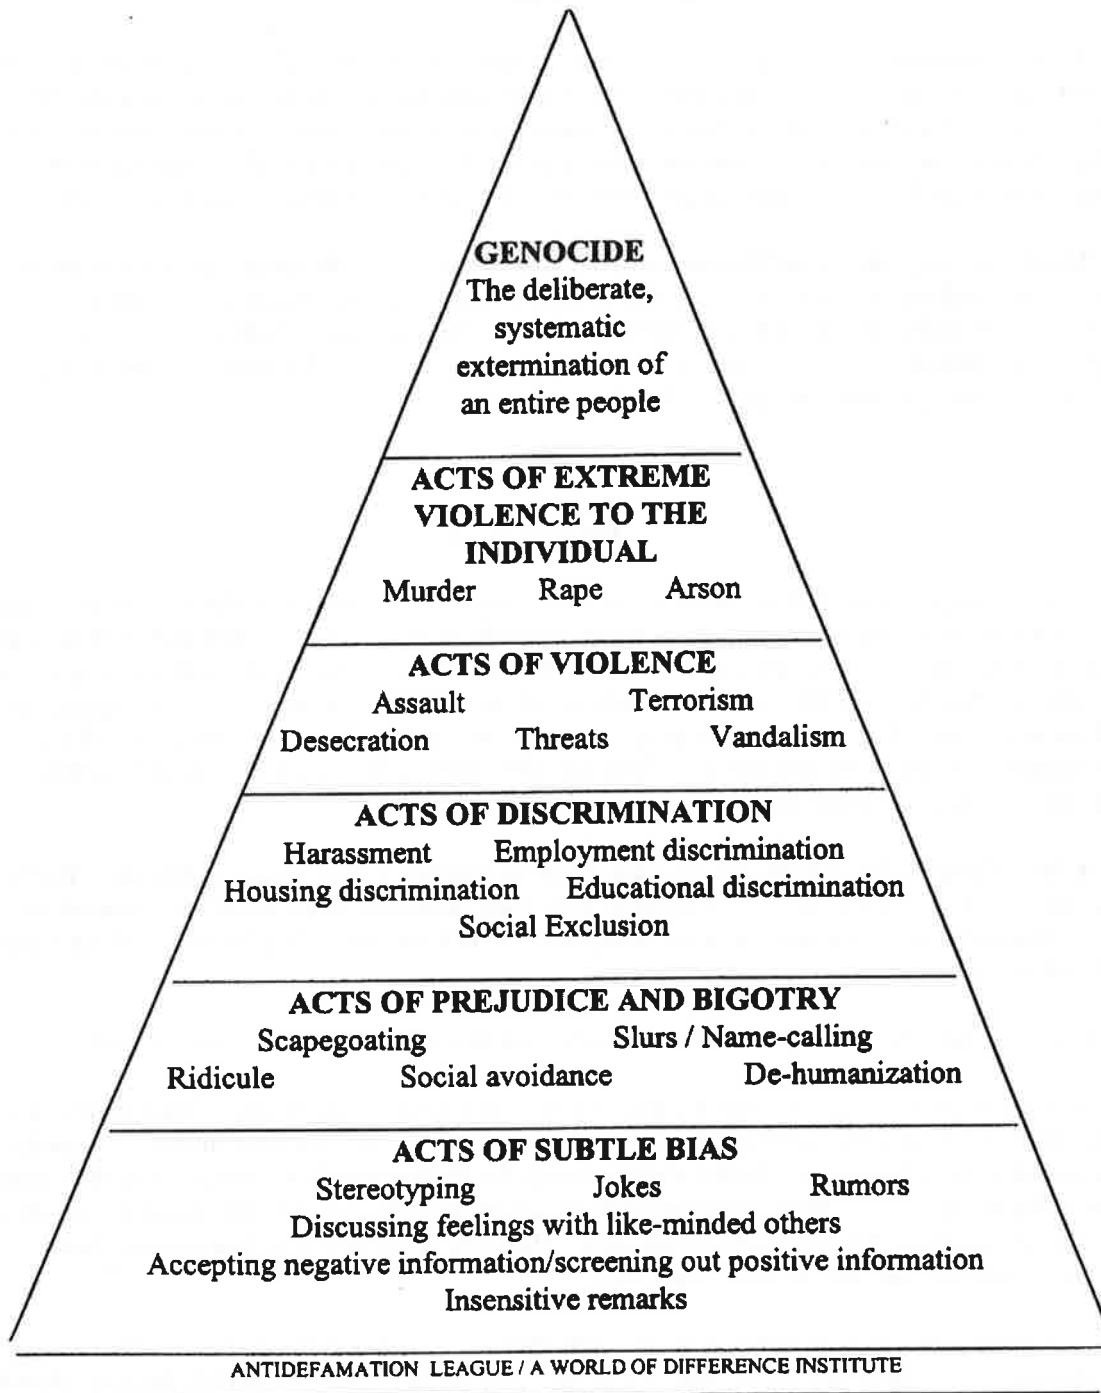 GENOCIDE
The deliberate,
systematic
extermination of
an entire people
ACTS OF EXTREME
VIOLENCE TO THE
INDIVIDUAL
Murder Rape Arson
ACTS OF VIOLENCE
Assault Terrorism
Desecration Threats Vandalism
ACTS OF DISCRIMINATION
Harassment Employment discrimination
Housing discrimination Educational discrimination
Social Exclusion
ACTS OF PREJUDICE AND BIGOTRY
Scapegoating Slurs / Name-calling
Ridicule Social avoidance De-humanization
ACTS OF SUBTLE BIAS
Stereotyping Jokes Rumors
Discussing feelings with like-minded others
Accepting negative information/screening out positive information
Insensitive remarks
ANTIDEFAMATION LEAGUE / A WORLD OF DIFFERENCE INSTITUTE